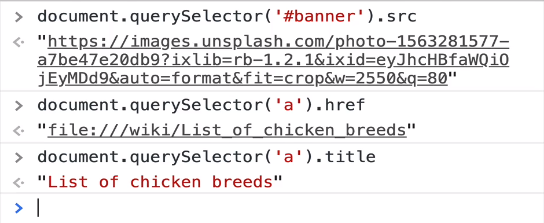 > document.querySelector('#banner').src
<· "https://images.unsplash.com/photo-1563281577-
a7be47e20db9?ixlib=rb-1.2.1&ixid=eyJhcHBfaWQiO
jEyMDd9&auto=format&fit=crop&w=2550&q=80"
> document.querySelector('a').href
<· "file:///wiki/List_of_chicken_breeds"
> document.querySelector('a').title
<· "List of chicken breeds"
>